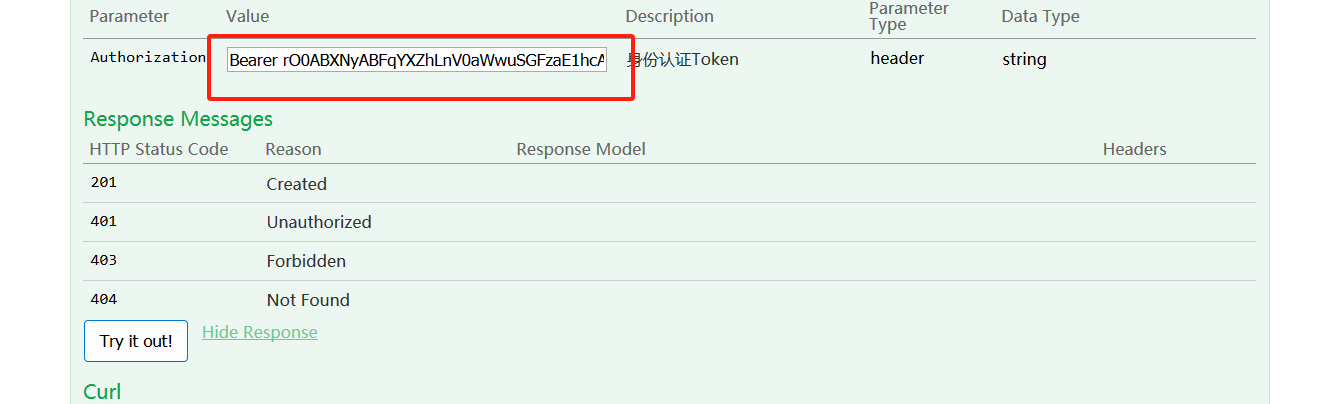 Parameter Value Description Parameter Type Data Type
Authorization Bearer rO0ABXNyABFqYXZhLnV0aWwuSGFzaE1hcA 身份认证Token header string
Response Messages
HTTP Status Code Reason Response Model Headers
201 Created
401 Unauthorized
403 Forbidden
404 Not Found
Try it out! Hide Response
Curl